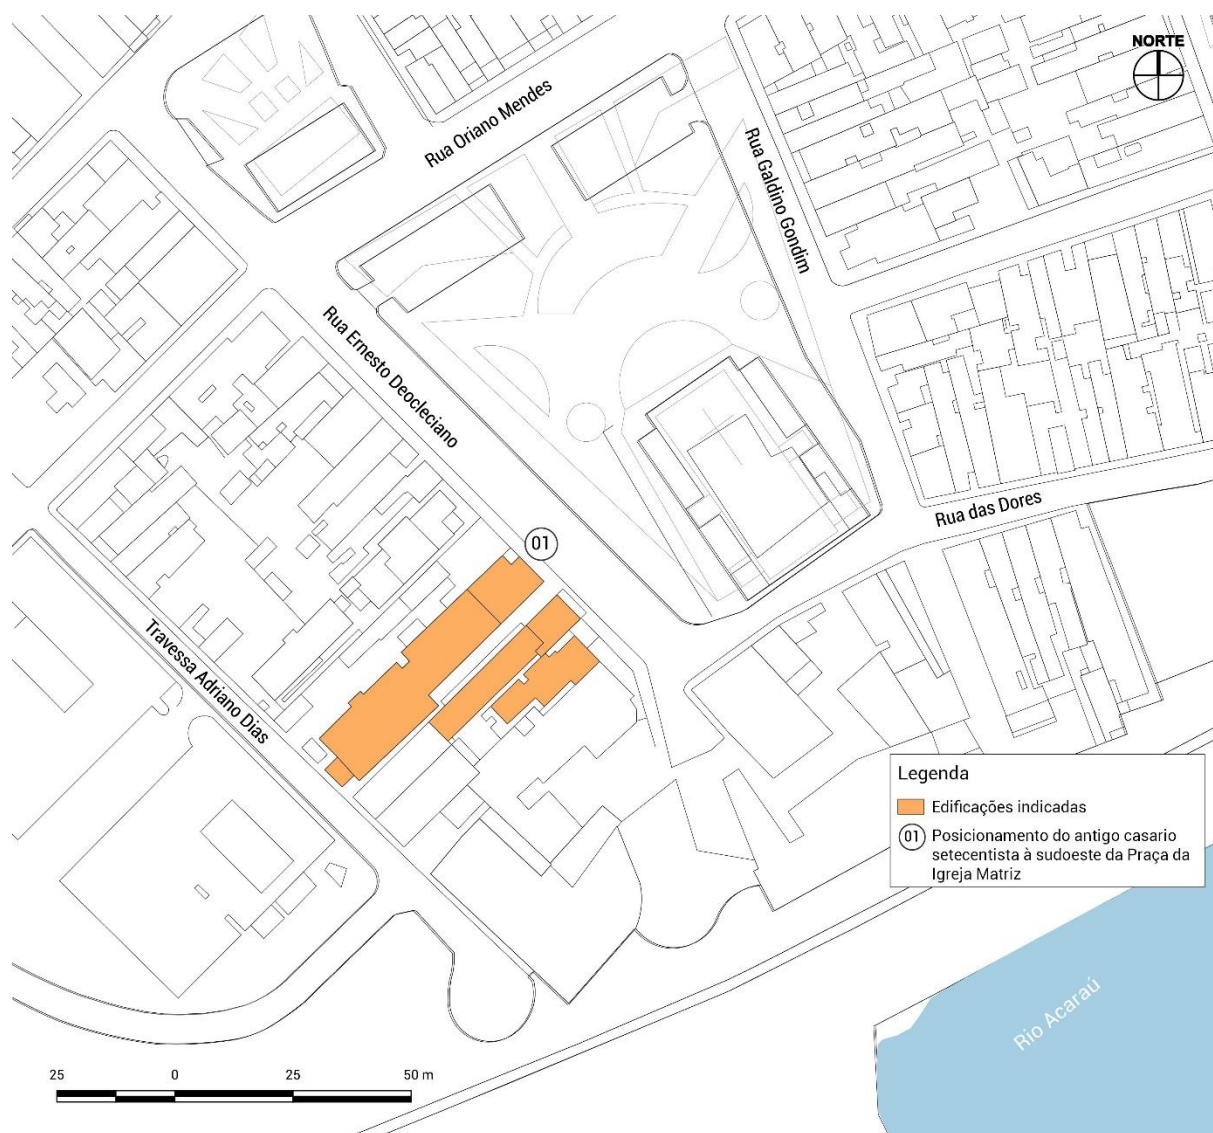 NORTE
Rua Oriano Mendes
Rua Galdino Gondim
Rua Ernesto Deocleciano
Rua das Dores
01
Travessa Adriano Dias
Legenda
Edificações indicadas
01 Posicionamento do antigo casario
setecentista à sudoeste da Praça da
Igreja Matriz
Rio Acaraú
25 0 25 50 m